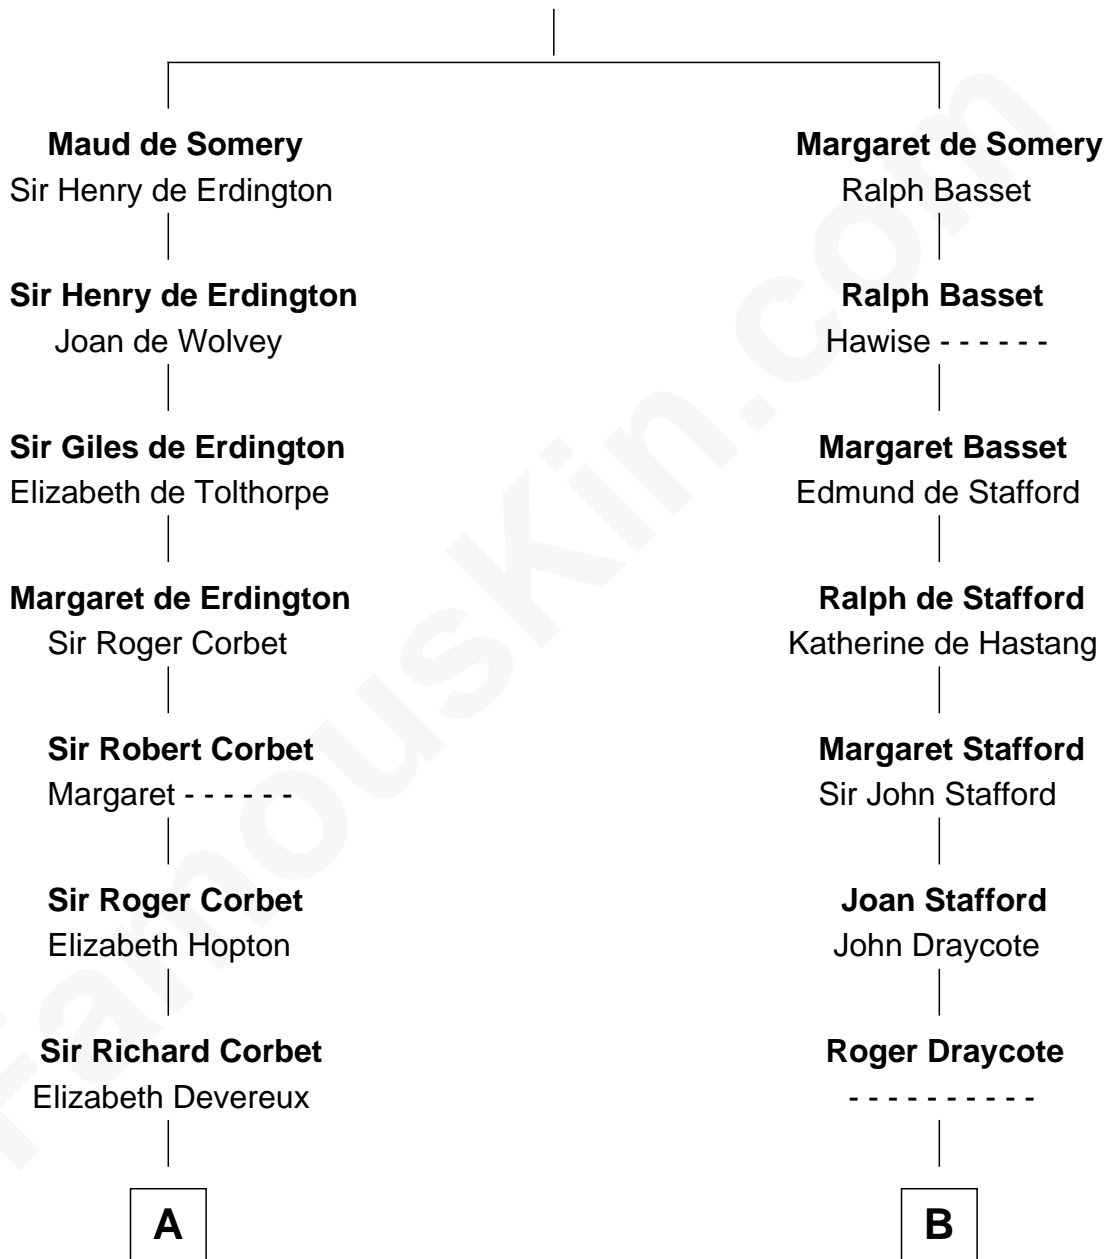 Maud de Somery
Sir Henry de Erdington
Sir Henry de Erdington
Joan de Wolvey
Sir Giles de Erdington
Elizabeth de Tolthorpe
Margaret de Erdington
Sir Roger Corbet
Sir Robert Corbet
Margaret - - - - - -
Sir Roger Corbet
Elizabeth Hopton
Sir Richard Corbet
Elizabeth Devereux
A
Margaret de Somery
Ralph Basset
Ralph Basset
Hawise - - - - - -
Margaret Basset
Edmund de Stafford
Ralph de Stafford
Katherine de Hastang
Margaret Stafford
Sir John Stafford
Joan Stafford
John Draycote
Roger Draycote
- - - - - - - - - -
B
FamousKin.com